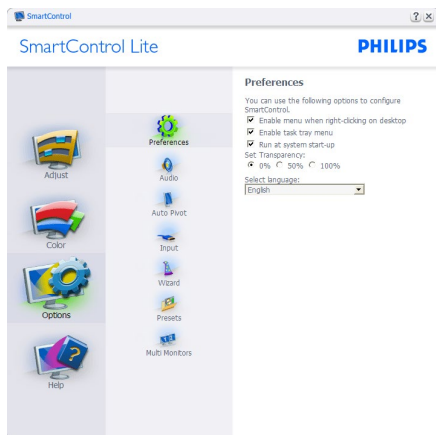 SmartControl
SmartControl Lite
PHILIPS
Adjust
Color
Options
Help
Preferences
Audio
Auto Pivot
Input
Wizard
Presets
Multi Monitors
Preferences
You can use the following options to configure
SmartControl.
Enable menu when right-clicking on desktop
Enable task tray menu
Run at system start-up
Set Transparency:
0% 50% 100%
Select language:
English